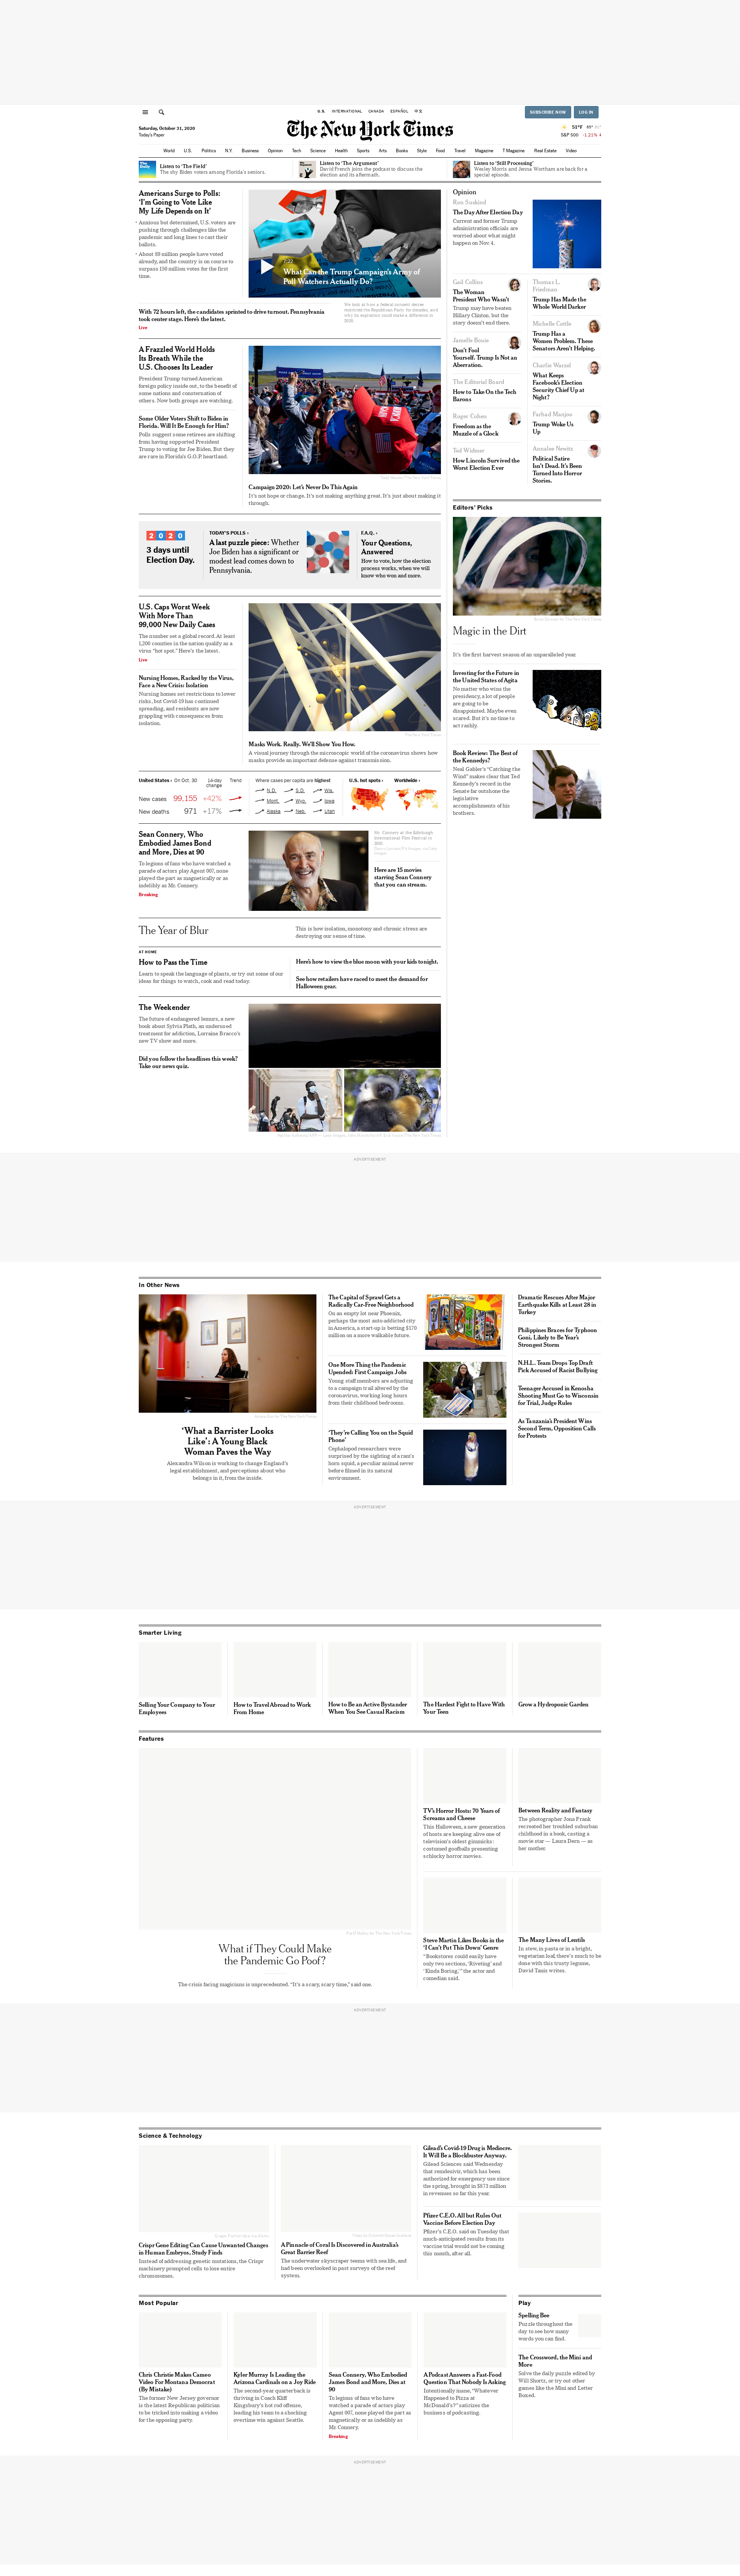 U.S.
INTERNATIONAL
CANADA
ESPAÑOL
中文
SUBSCRIBE NOW
LOG IN
Saturday, October 31, 2020
Today's Paper
The New York Times
51°F
S&P 500 -1.21%
World U.S. Politics N.Y. Business Opinion Tech Science Health Sports Arts Books Style Food Travel Magazine T Magazine Real Estate Video
Listen to 'The Field'
The shy Biden voters among Florida's seniors.
Listen to 'The Argument'
David French joins the podcast to discuss the
election and its aftermath.
Listen to 'Still Processing'
Wesley Morris and Jenna Wortham are back for a
special episode.
Americans Surge to Polls:
'I'm Going to Vote Like
My Life Depends on It'
Anxious but determined, U.S. voters are
pushing through challenges like the
pandemic and long lines to cast their
ballots.
About 93 million people have voted
already, and the country is on course to
surpass 150 million votes for the first
time.
What Can the Trump Campaign's Army of
Poll Watchers Actually Do?
With 72 hours left, the candidates sprinted to drive turnout. Pennsylvania
took center stage. Here's the latest.
Live
We look at how a federal consent decree
restricted the Republican Party for decades, and
why its expiration could make a difference in
2020.
A Frazzled World Holds
Its Breath While the
U.S. Chooses Its Leader
President Trump turned American
foreign policy inside out, to the benefit of
some nations and consternation of
others. Now both groups are watching.
Some Older Voters Shift to Biden in
Florida. Will It Be Enough for Him?
Polls suggest some retirees are shifting
from having supported President
Trump to voting for Joe Biden. But they
are rare in Florida's G.O.P. heartland.
Campaign 2020: Let's Never Do This Again
It's not hope or change. It's not making anything great. It's just about making it
through.
2020
3 days until
Election Day.
TODAY'S POLLS ›
A last puzzle piece: Whether
Joe Biden has a significant or
modest lead comes down to
Pennsylvania.
F.A.Q. ›
Your Questions,
Answered
How to vote, how the election
process works, when we will
know who won and more.
U.S. Caps Worst Week
With More Than
99,000 New Daily Cases
The number set a global record. At least
1,200 counties in the nation qualify as a
virus "hot spot." Here's the latest.
Live
Nursing Homes, Racked by the Virus,
Face a New Crisis: Isolation
Nursing homes set restrictions to lower
risks, but Covid-19 has continued
spreading, and residents are now
grappling with consequences from
isolation.
The New York Times
Masks Work. Really. We'll Show You How.
A visual journey through the microscopic world of the coronavirus shows how
masks provide an important defense against transmission.
United States › On Oct. 30 14-day
change Trend
New cases 99,155 +42%
New deaths 971 +17%
Where cases per capita are highest
N.D. S.D. Wis.
Mont. Wyo. Iowa
Alaska Neb. Utah
U.S. hot spots ›
Worldwide ›
Sean Connery, Who
Embodied James Bond
and More, Dies at 90
To legions of fans who have watched a
parade of actors play Agent 007, none
played the part as magnetically or as
indelibly as Mr. Connery.
Breaking
Mr. Connery at the Edinburgh
International Film Festival in
Here are 15 movies
starring Sean Connery
that you can stream.
The Year of Blur
This is how isolation, monotony and chronic stress are
destroying our sense of time.
AT HOME
How to Pass the Time
Learn to speak the language of plants, or try out some of our
ideas for things to watch, cook and read today.
Here's how to view the blue moon with your kids tonight.
See how retailers have raced to meet the demand for
Halloween gear.
The Weekender
The future of endangered lemurs, a new
book about Sylvia Plath, an underused
treatment for addiction, Lorraine Bracco's
new TV show and more.
Did you follow the headlines this week?
Take our news quiz.
Opinion
Ron Suskind
The Day After Election Day
Current and former Trump
administration officials are
worried about what might
happen on Nov. 4.
Gail Collins
The Woman
President Who Wasn't
Trump may have beaten
Hillary Clinton, but the
story doesn't end there.
Jamelle Bouie
Don't Fool
Yourself. Trump Is Not an
Aberration.
The Editorial Board
How to Take On the Tech
Barons
Roger Cohen
Freedom as the
Muzzle of a Glock
Ted Widmer
How Lincoln Survived the
Worst Election Ever
Thomas L.
Friedman
Trump Has Made the
Whole World Darker
Michelle Cottle
Trump Has a
Women Problem. These
Senators Aren't Helping.
Charlie Warzel
What Keeps
Facebook's Election
Security Chief Up at
Night?
Farhad Manjoo
Trump Woke Us
Up
Annalee Newitz
Political Satire
Isn't Dead. It's Been
Turned Into Horror
Stories.
Editors' Picks
Magic in the Dirt
It's the first harvest season of an unparalleled year.
Investing for the Future in
the United States of Agita
No matter who wins the
presidency, a lot of people
are going to be
disappointed. Maybe even
scared. But it's no time to
act rashly.
Book Review: The Best of
the Kennedys?
Neal Gabler's "Catching the
Wind" makes clear that Ted
Kennedy's record in the
Senate far outshone the
legislative
accomplishments of his
brothers.
ADVERTISEMENT
In Other News
'What a Barrister Looks
Like': A Young Black
Woman Paves the Way
Alexandra Wilson is working to change England's
legal establishment, and perceptions about who
belongs in it, from the inside.
The Capital of Sprawl Gets a
Radically Car-Free Neighborhood
On an empty lot near Phoenix,
perhaps the most auto-addicted city
in America, a start-up is betting $170
million on a more walkable future.
One More Thing the Pandemic
Upended: First Campaign Jobs
Young staff members are adjusting
to a campaign trail altered by the
coronavirus, working long hours
from their childhood bedrooms.
'They're Calling You on the Squid
Phone'
Cephalopod researchers were
surprised by the sighting of a ram's
horn squid, a peculiar animal never
before filmed in its natural
environment.
Dramatic Rescues After Major
Earthquake Kills at Least 28 in
Turkey
Philippines Braces for Typhoon
Goni, Likely to Be Year's
Strongest Storm
N.H.L. Team Drops Top Draft
Pick Accused of Racist Bullying
Teenager Accused in Kenosha
Shooting Must Go to Wisconsin
for Trial, Judge Rules
As Tanzania's President Wins
Second Term, Opposition Calls
for Protests
ADVERTISEMENT
Smarter Living
Selling Your Company to Your
Employees
How to Travel Abroad to Work
From Home
How to Be an Active Bystander
When You See Casual Racism
The Hardest Fight to Have With
Your Teen
Grow a Hydroponic Garden
Features
What if They Could Make
the Pandemic Go Poof?
The crisis facing magicians is unprecedented. "It's a scary, scary time," said one.
TV's Horror Hosts: 70 Years of
Screams and Cheese
This Halloween, a new generation
of hosts are keeping alive one of
television's oldest gimmicks:
costumed goofballs presenting
schlocky horror movies.
Between Reality and Fantasy
The photographer Jona Frank
recreated her troubled suburban
childhood in a book, casting a
movie star — Laura Dern — as
her mother.
Steve Martin Likes Books in the
'I Can't Put This Down' Genre
"Bookstores could easily have
only two sections, 'Riveting' and
'Kinda Boring,'" the actor and
comedian said.
The Many Lives of Lentils
In stew, in pasta or in a bright,
vegetarian loaf, there's much to be
done with this trusty legume,
David Tanis writes.
ADVERTISEMENT
Science & Technology
Crispr Gene Editing Can Cause Unwanted Changes
in Human Embryos, Study Finds
Instead of addressing genetic mutations, the Crispr
machinery prompted cells to lose entire
chromosomes.
A Pinnacle of Coral Is Discovered in Australia's
Great Barrier Reef
The underwater skyscraper teems with sea life, and
had been overlooked in past surveys of the reef
system.
Gilead's Covid-19 Drug is Mediocre.
It Will Be a Blockbuster Anyway.
Gilead Sciences said Wednesday
that remdesivir, which has been
authorized for emergency use since
the spring, brought in $873 million
in revenues so far this year.
Pfizer C.E.O. All but Rules Out
Vaccine Before Election Day
Pfizer's C.E.O. said on Tuesday that
much-anticipated results from its
vaccine trial would not be coming
this month, after all.
Most Popular
Chris Christie Makes Cameo
Video For Montana Democrat
(By Mistake)
The former New Jersey governor
is the latest Republican politician
to be tricked into making a video
for the opposing party.
Kyler Murray Is Leading the
Arizona Cardinals on a Joy Ride
The second-year quarterback is
thriving in Coach Kliff
Kingsbury's hot rod offense,
leading his team to a shocking
overtime win against Seattle.
Sean Connery, Who Embodied
James Bond and More, Dies at
90
To legions of fans who have
watched a parade of actors play
Agent 007, none played the part as
magnetically or as indelibly as
Mr. Connery.
Breaking
A Podcast Answers a Fast-Food
Question That Nobody Is Asking
Intentionally inane, "Whatever
Happened to Pizza at
McDonald's?" satirizes the
business of podcasting.
Play
Spelling Bee
Puzzle throughout the
day to see how many
words you can find.
The Crossword, the Mini and
More
Solve the daily puzzle edited by
Will Shortz, or try out other
games like the Mini and Letter
Boxed.
ADVERTISEMENT